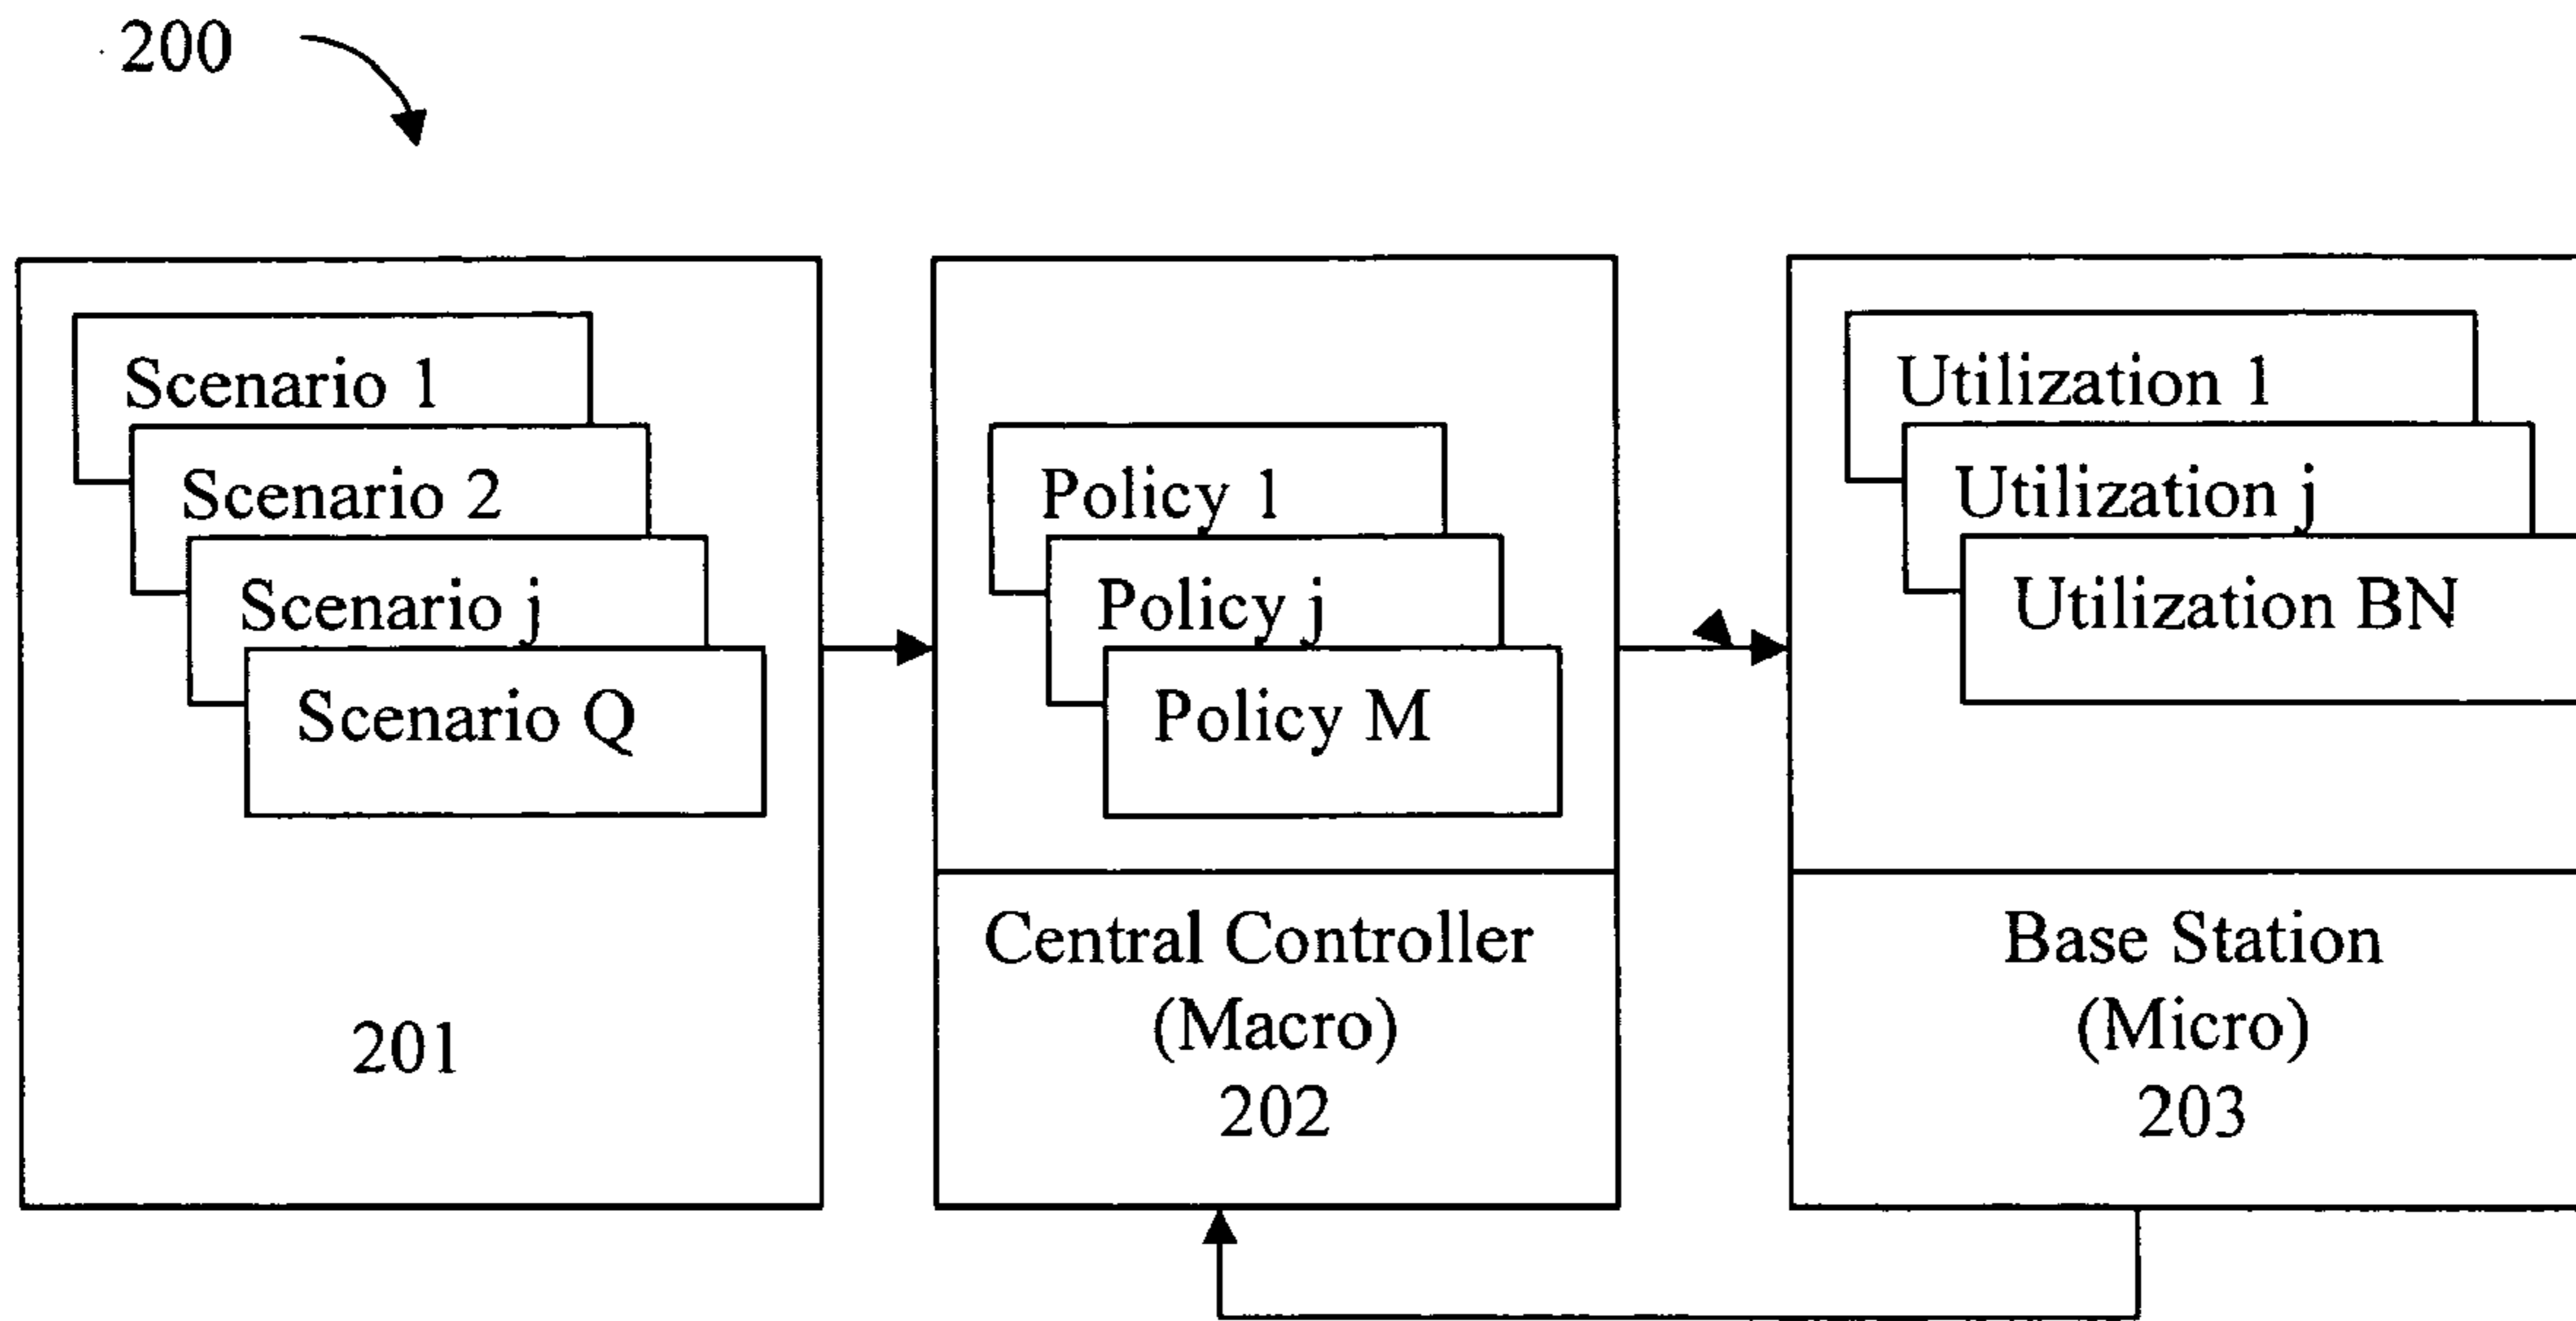 200
Scenario 1
Scenario 2
Scenario j
Scenario Q
201
Policy 1
Policy j
Policy M
Central Controller
(Macro)
202
Utilization 1
Utilization j
Utilization BN
Base Station
(Micro)
203